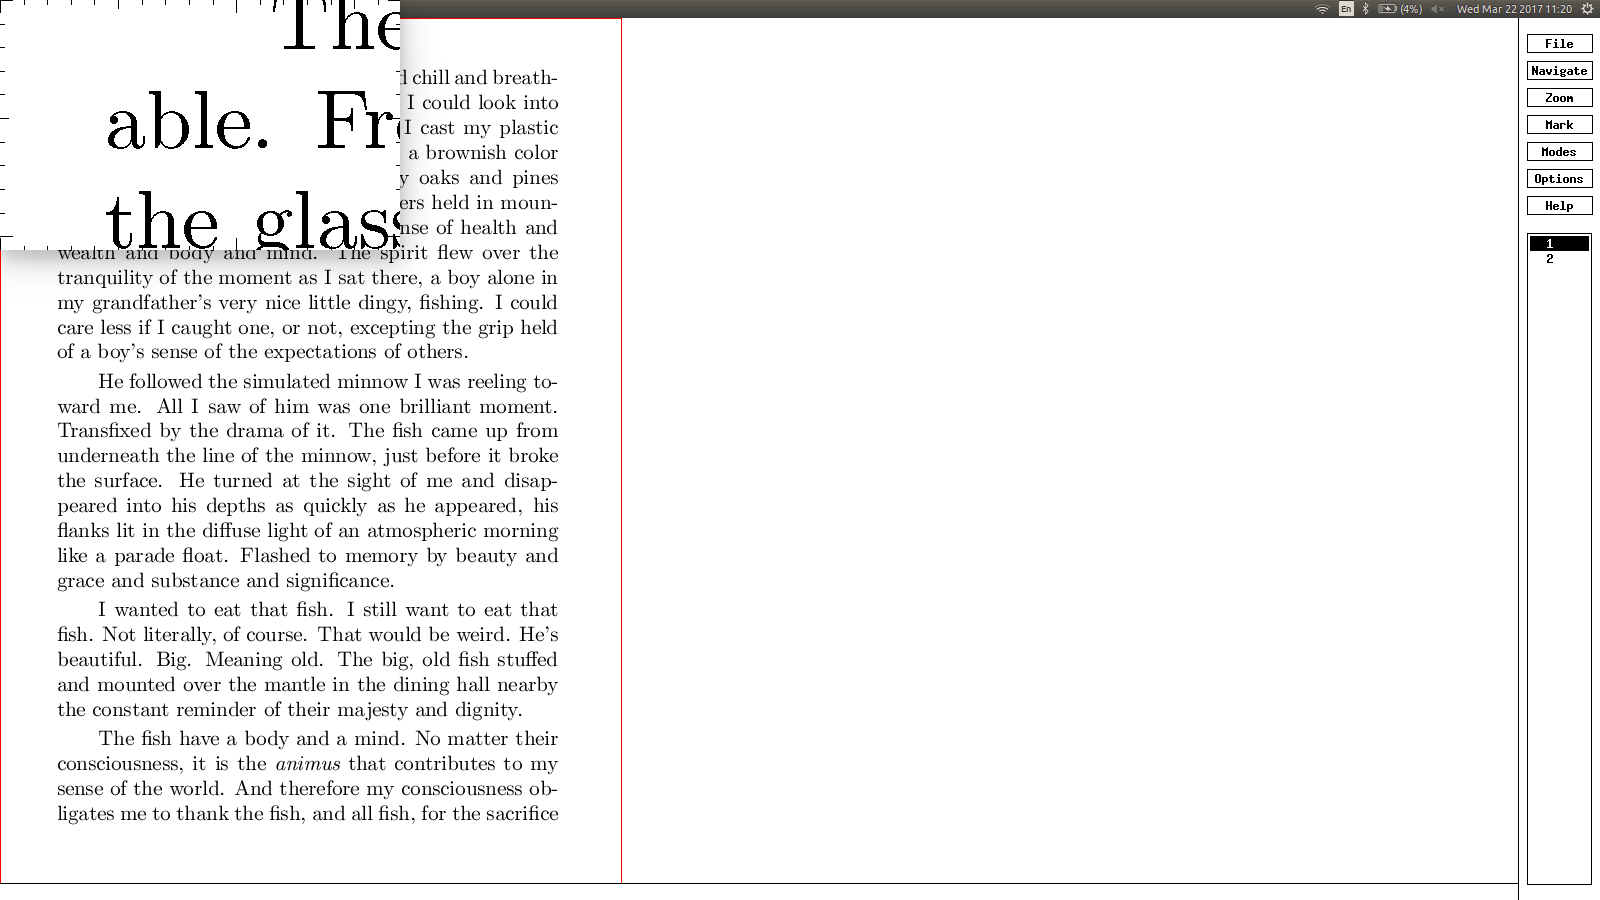 En (4%) Wed Mar 22 2017 11:20
The
able. Fr
the glass
chill and breath-
I could look into
I cast my plastic
a brownish color
y oaks and pines
ers held in moun-
nse of health and
wealth and body and mind. The spirit flew over the
tranquility of the moment as I sat there, a boy alone in
my grandfather's very nice little dingy, fishing. I could
care less if I caught one, or not, excepting the grip held
of a boy's sense of the expectations of others.
He followed the simulated minnow I was reeling to-
ward me. All I saw of him was one brilliant moment.
Transfixed by the drama of it. The fish came up from
underneath the line of the minnow, just before it broke
the surface. He turned at the sight of me and disap-
peared into his depths as quickly as he appeared, his
flanks lit in the diffuse light of an atmospheric morning
like a parade float. Flashed to memory by beauty and
grace and substance and significance.
I wanted to eat that fish. I still want to eat that
fish. Not literally, of course. That would be weird. He's
beautiful. Big. Meaning old. The big, old fish stuffed
and mounted over the mantle in the dining hall nearby
the constant reminder of their majesty and dignity.
The fish have a body and a mind. No matter their
consciousness, it is the animus that contributes to my
sense of the world. And therefore my consciousness ob-
ligates me to thank the fish, and all fish, for the sacrifice
File
Navigate
Zoom
Mark
Modes
Options
Help
1
2